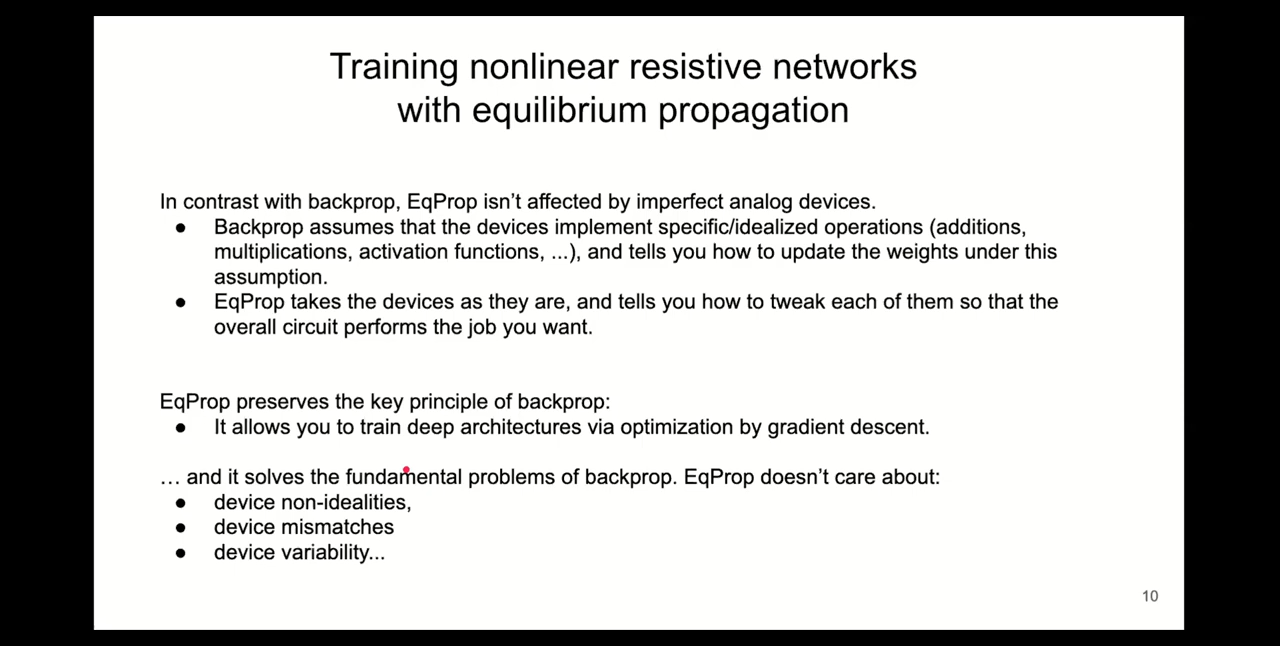 Training nonlinear resistive networks
with equilibrium propagation
In contrast with backprop, EqProp isn't affected by imperfect analog devices.
● Backprop assumes that the devices implement specific/idealized operations (additions,
multiplications, activation functions, ...), and tells you how to update the weights under this
assumption.
● EqProp takes the devices as they are, and tells you how to tweak each of them so that the
overall circuit performs the job you want.
EqProp preserves the key principle of backprop:
● It allows you to train deep architectures via optimization by gradient descent.
… and it solves the fundamental problems of backprop. EqProp doesn't care about:
● device non-idealities,
● device mismatches
● device variability...
10